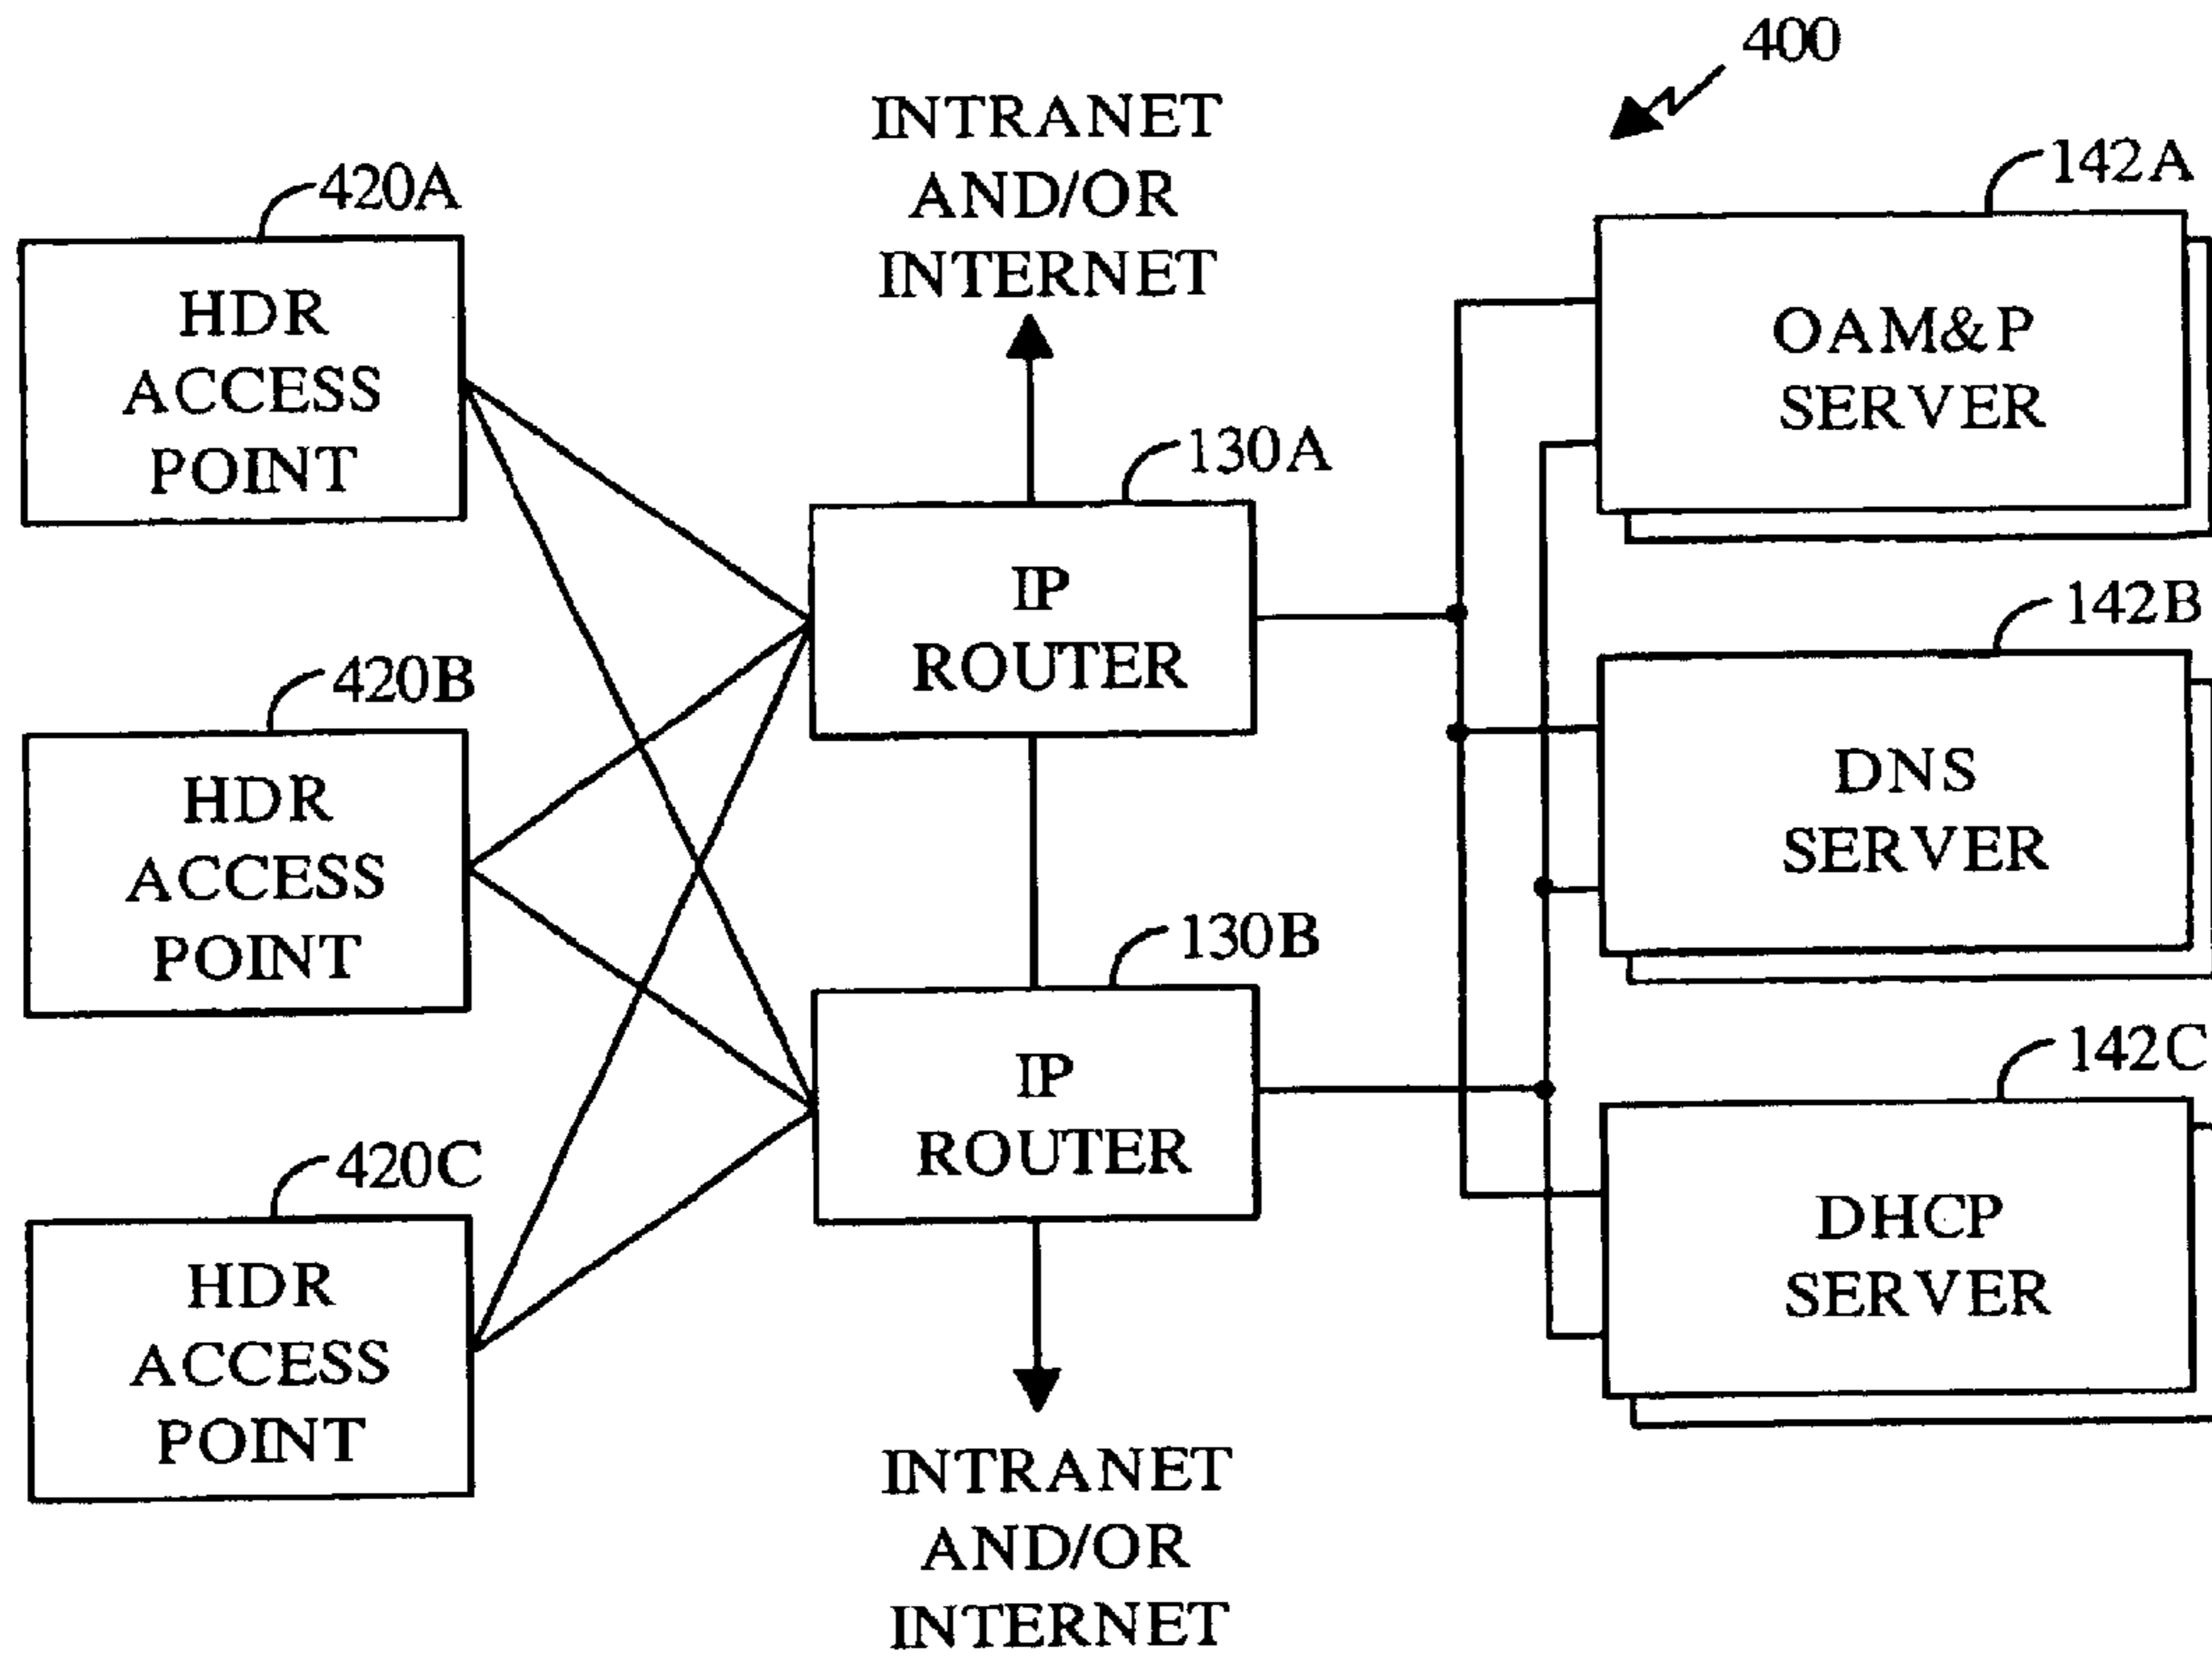 400
INTRANET
AND/OR
INTERNET
420A
HDR
ACCESS
POINT
142A
OAM&P
SERVER
130A
IP
ROUTER
420B
HDR
ACCESS
POINT
142B
DNS
SERVER
130B
IP
ROUTER
420C
HDR
ACCESS
POINT
142C
DHCP
SERVER
INTRANET
AND/OR
INTERNET